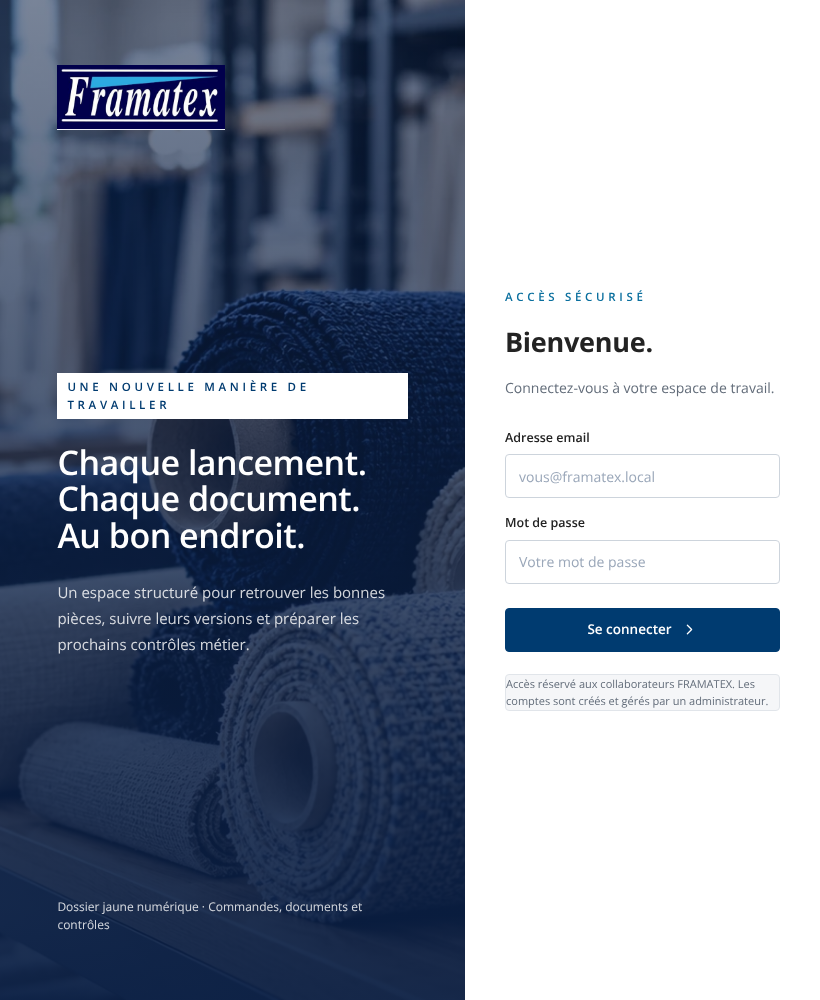 Framatex
UNE NOUVELLE MANIÈRE DE
TRAVAILLER
Chaque lancement.
Chaque document.
Au bon endroit.
Un espace structuré pour retrouver les bonnes
pièces, suivre leurs versions et préparer les
prochains contrôles métier.
Dossier jaune numérique · Commandes, documents et
contrôles
ACCÈS SÉCURISÉ
Bienvenue.
Connectez-vous à votre espace de travail.
Adresse email
vous@framatex.local
Mot de passe
Votre mot de passe
Se connecter
Accès réservé aux collaborateurs FRAMATEX. Les
comptes sont créés et gérés par un administrateur.